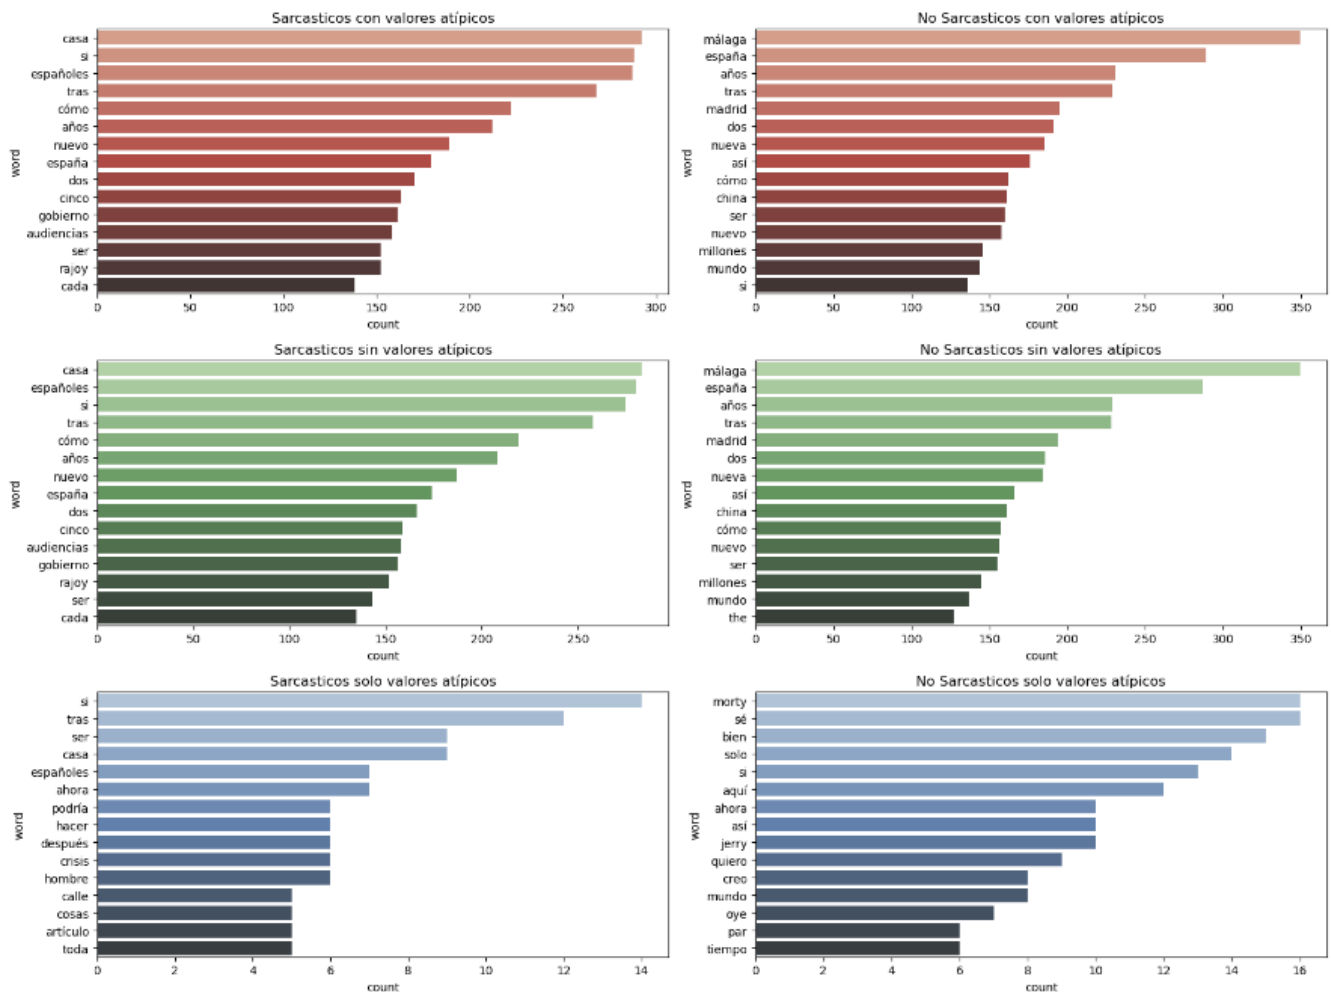 Sarcasticos con valores atípicos
casa
si
españoles
tras
cómo
años
nuevo
españa
dos
cinco
gobierno
audiencias
ser
rajoy
cada
word
0 50 100 150 200 250 300
count
No Sarcasticos con valores atípicos
málaga
españa
años
tras
madrid
dos
nueva
así
cómo
china
ser
nuevo
millones
mundo
si
word
0 50 100 150 200 250 300 350
count
Sarcasticos sin valores atípicos
casa
españoles
si
tras
cómo
años
nuevo
españa
dos
cinco
audiencias
gobierno
rajoy
ser
cada
word
0 50 100 150 200 250
count
No Sarcasticos sin valores atípicos
málaga
españa
años
tras
madrid
dos
nueva
así
china
cómo
nuevo
ser
millones
mundo
the
word
0 50 100 150 200 250 300 350
count
Sarcasticos solo valores atípicos
si
tras
ser
casa
españoles
ahora
podría
hacer
después
crisis
hombre
calle
cosas
artículo
toda
word
0 2 4 6 8 10 12 14
count
No Sarcasticos solo valores atípicos
morty
sé
bien
solo
si
aquí
ahora
así
jerry
quiero
creo
mundo
oye
par
tiempo
word
0 2 4 6 8 10 12 14 16
count